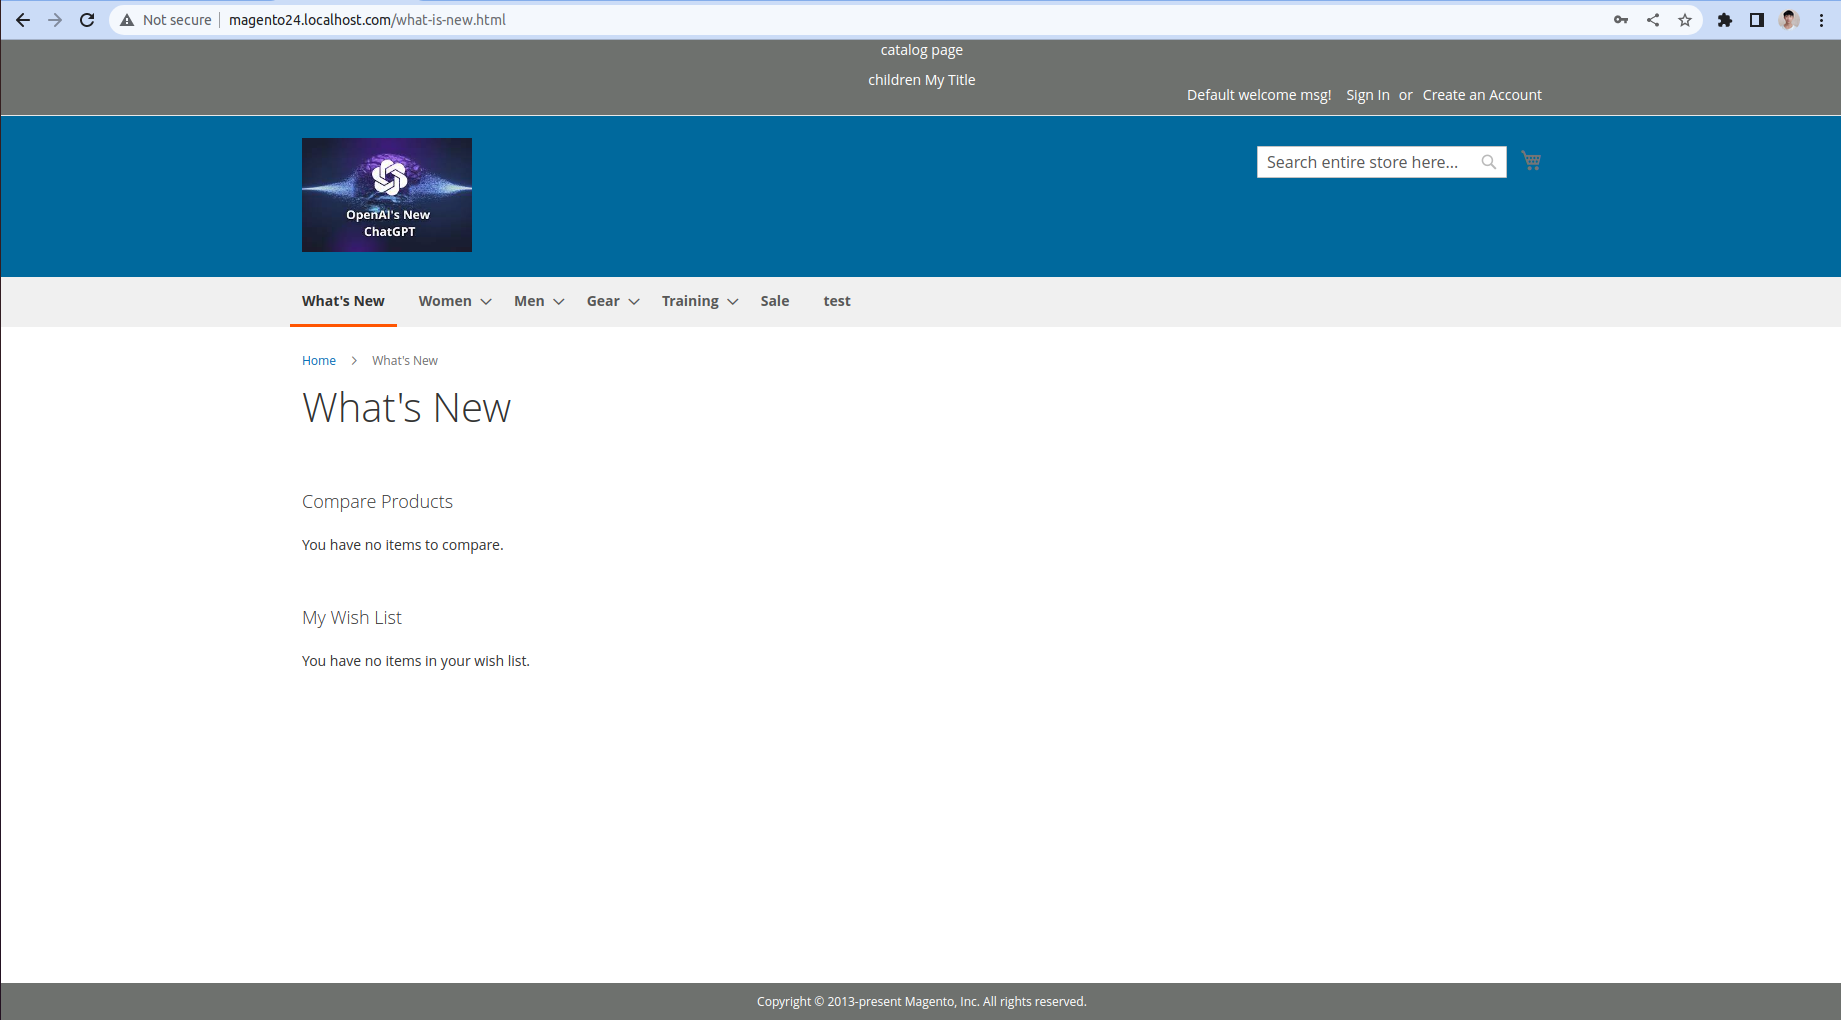 Not secure magento24.localhost.com/what-is-new.html
catalog page
children My Title
Default welcome msg! Sign In or Create an Account
OpenAI's New
ChatGPT
Search entire store here...
What's New Women Men Gear Training Sale test
Home What's New
What's New
Compare Products
You have no items to compare.
My Wish List
You have no items in your wish list.
Copyright © 2013-present Magento, Inc. All rights reserved.